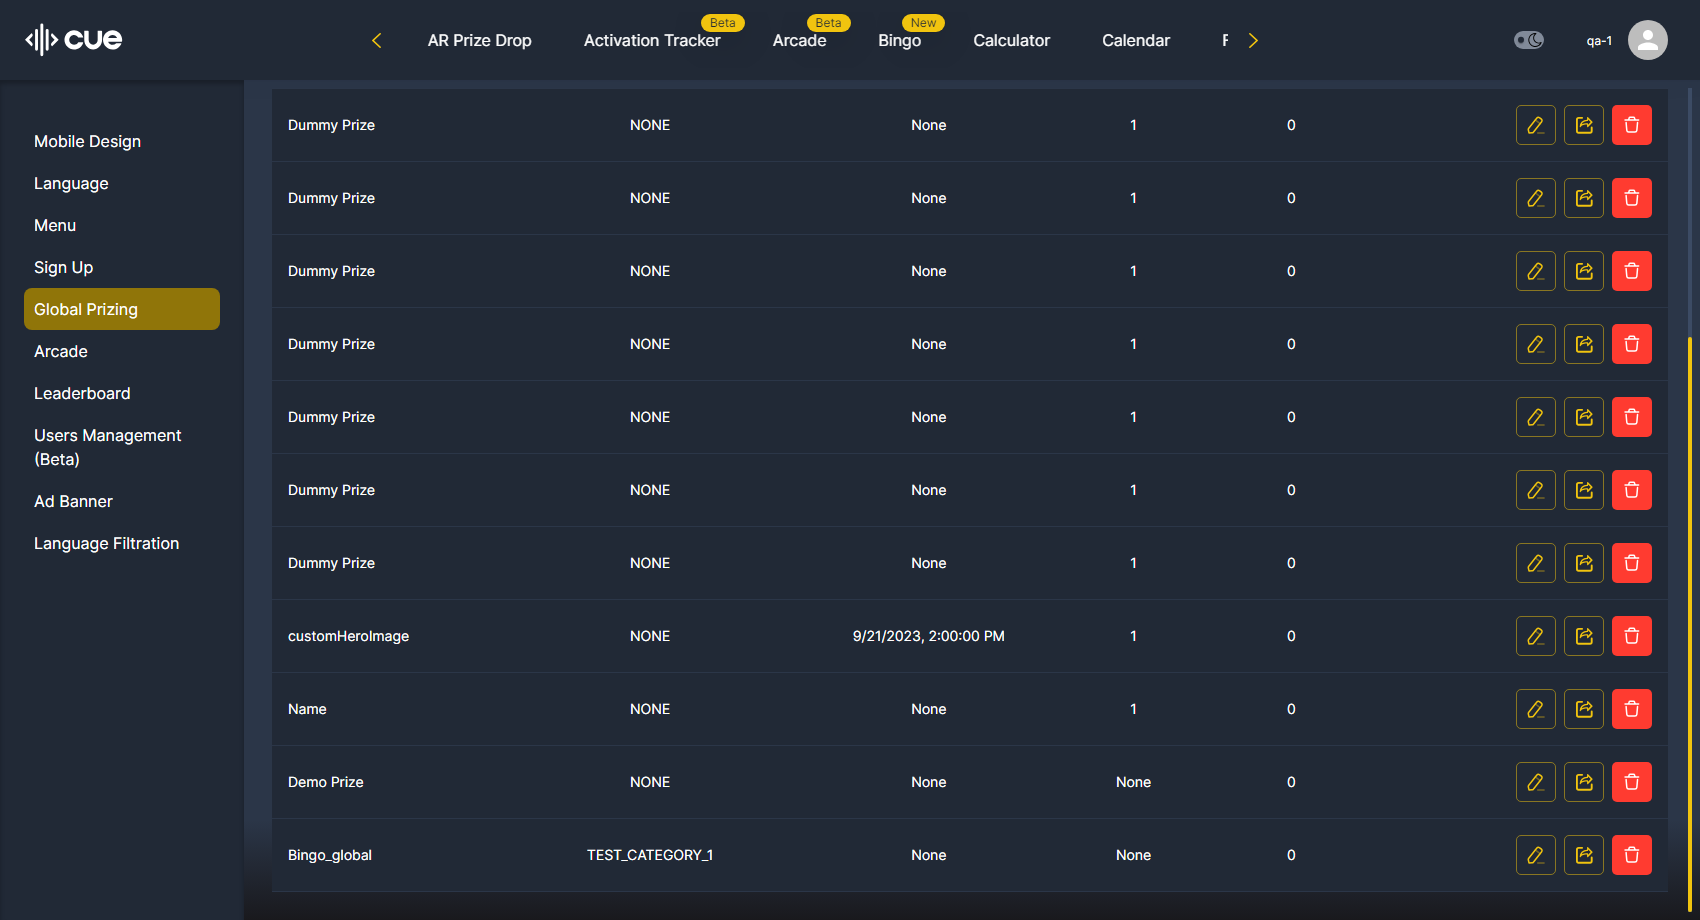 cue
AR Prize Drop
Activation Tracker
Beta
Arcade
Beta
Bingo
New
Calculator
Calendar
qa-1
Mobile Design
Language
Menu
Sign Up
Global Prizing
Arcade
Leaderboard
Users Management
(Beta)
Ad Banner
Language Filtration
Dummy Prize NONE None 1 0
Dummy Prize NONE None 1 0
Dummy Prize NONE None 1 0
Dummy Prize NONE None 1 0
Dummy Prize NONE None 1 0
Dummy Prize NONE None 1 0
Dummy Prize NONE None 1 0
customHeroImage NONE 9/21/2023, 2:00:00 PM 1 0
Name NONE None 1 0
Demo Prize NONE None None 0
Bingo_global TEST_CATEGORY_1 None None 0